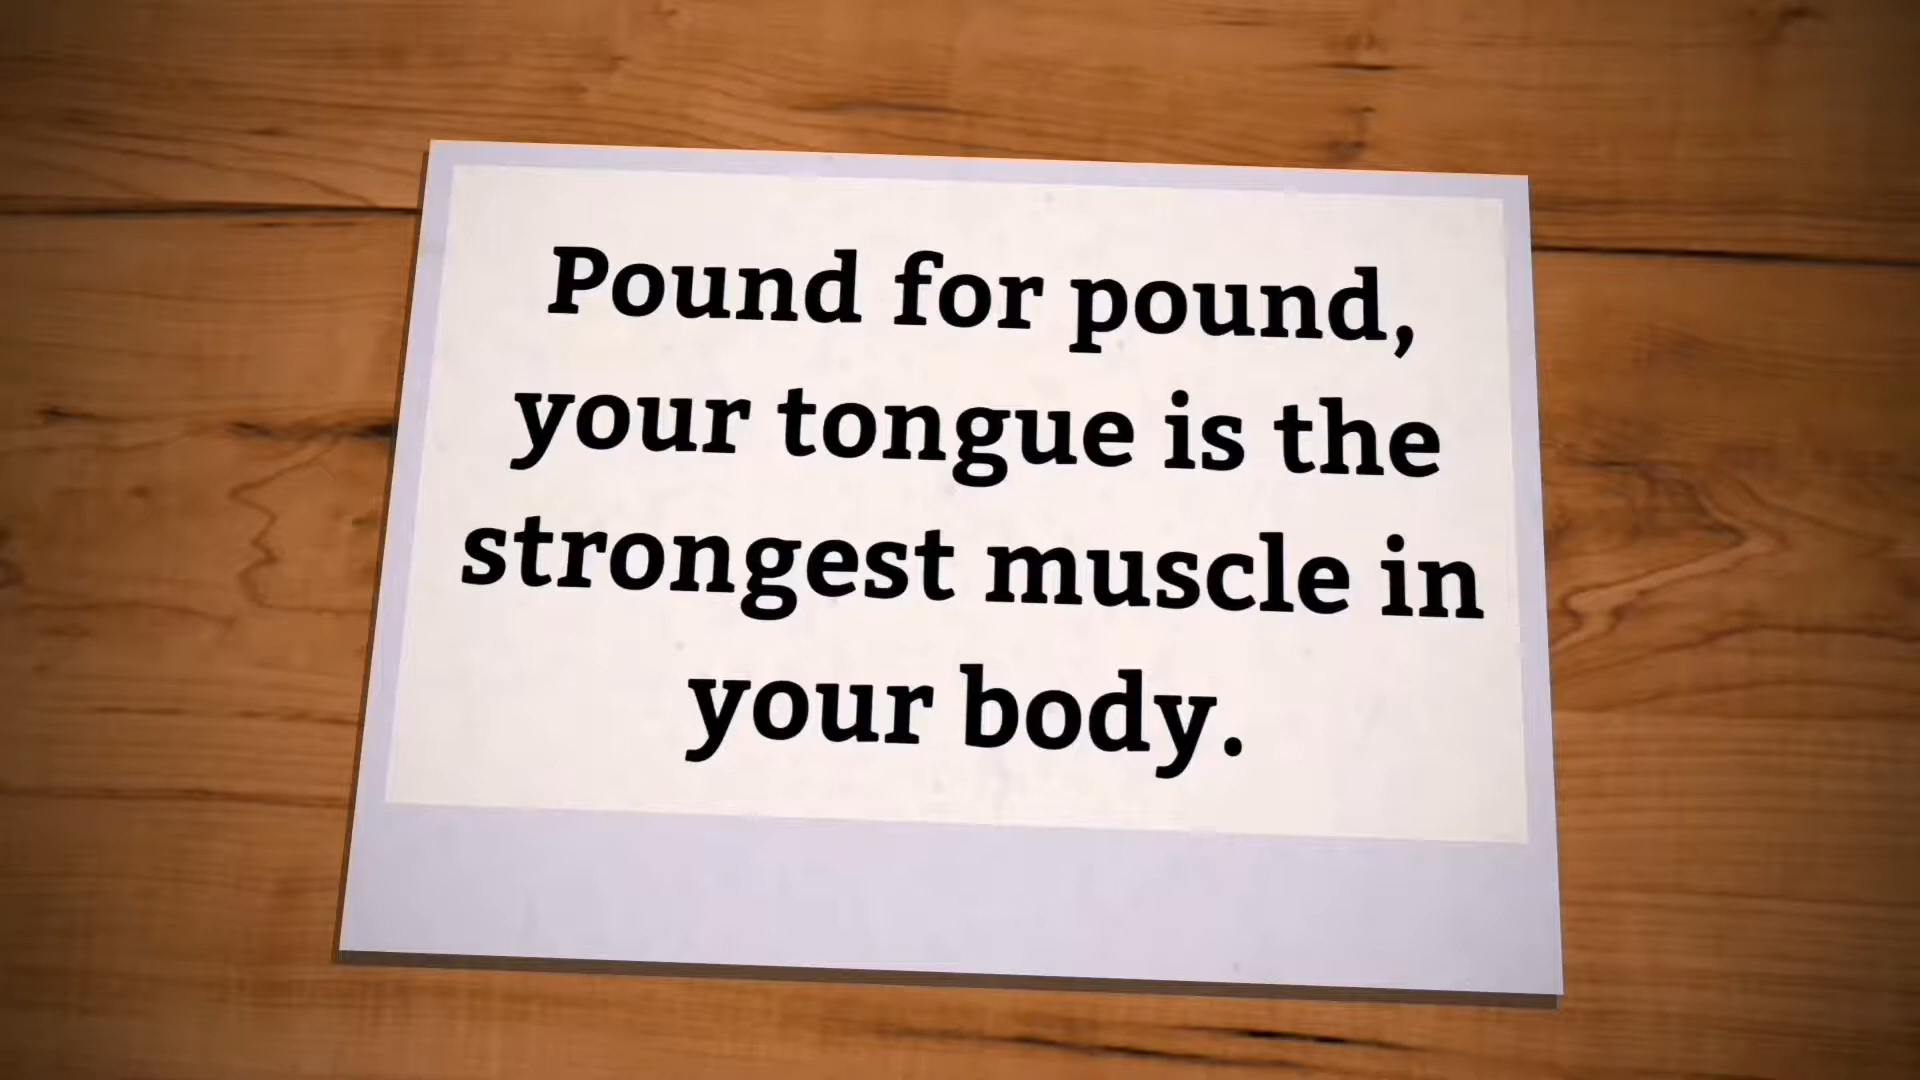 Pound for pound,
your tongue is the
strongest muscle in
your body.